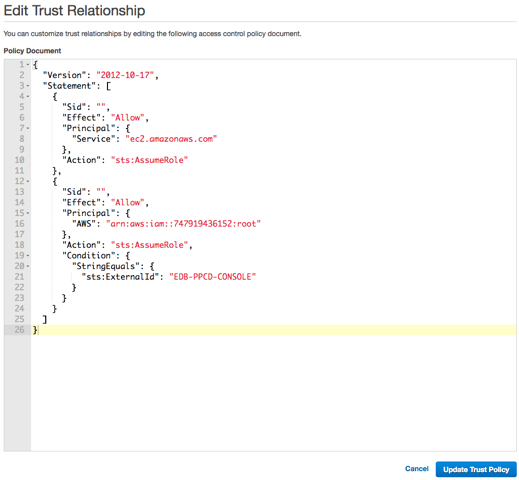 Edit Trust Relationship
You can customize trust relationships by editing the following access control policy document.
Policy Document
1 {
2 "Version": "2012-10-17",
3 "Statement": [
4 {
5 "Sid": "",
6 "Effect": "Allow",
7 "Principal": {
8 "Service": "ec2.amazonaws.com"
9 },
10 "Action": "sts:AssumeRole"
11 },
12 {
13 "Sid": "",
14 "Effect": "Allow",
15 "Principal": {
16 "AWS": "arn:aws:iam::747919436152:root"
17 },
18 "Action": "sts:AssumeRole",
19 "Condition": {
20 "StringEquals": {
21 "sts:ExternalId": "EDB-PPCD-CONSOLE"
22 }
23 }
24 }
25 ]
26 }
Cancel Update Trust Policy